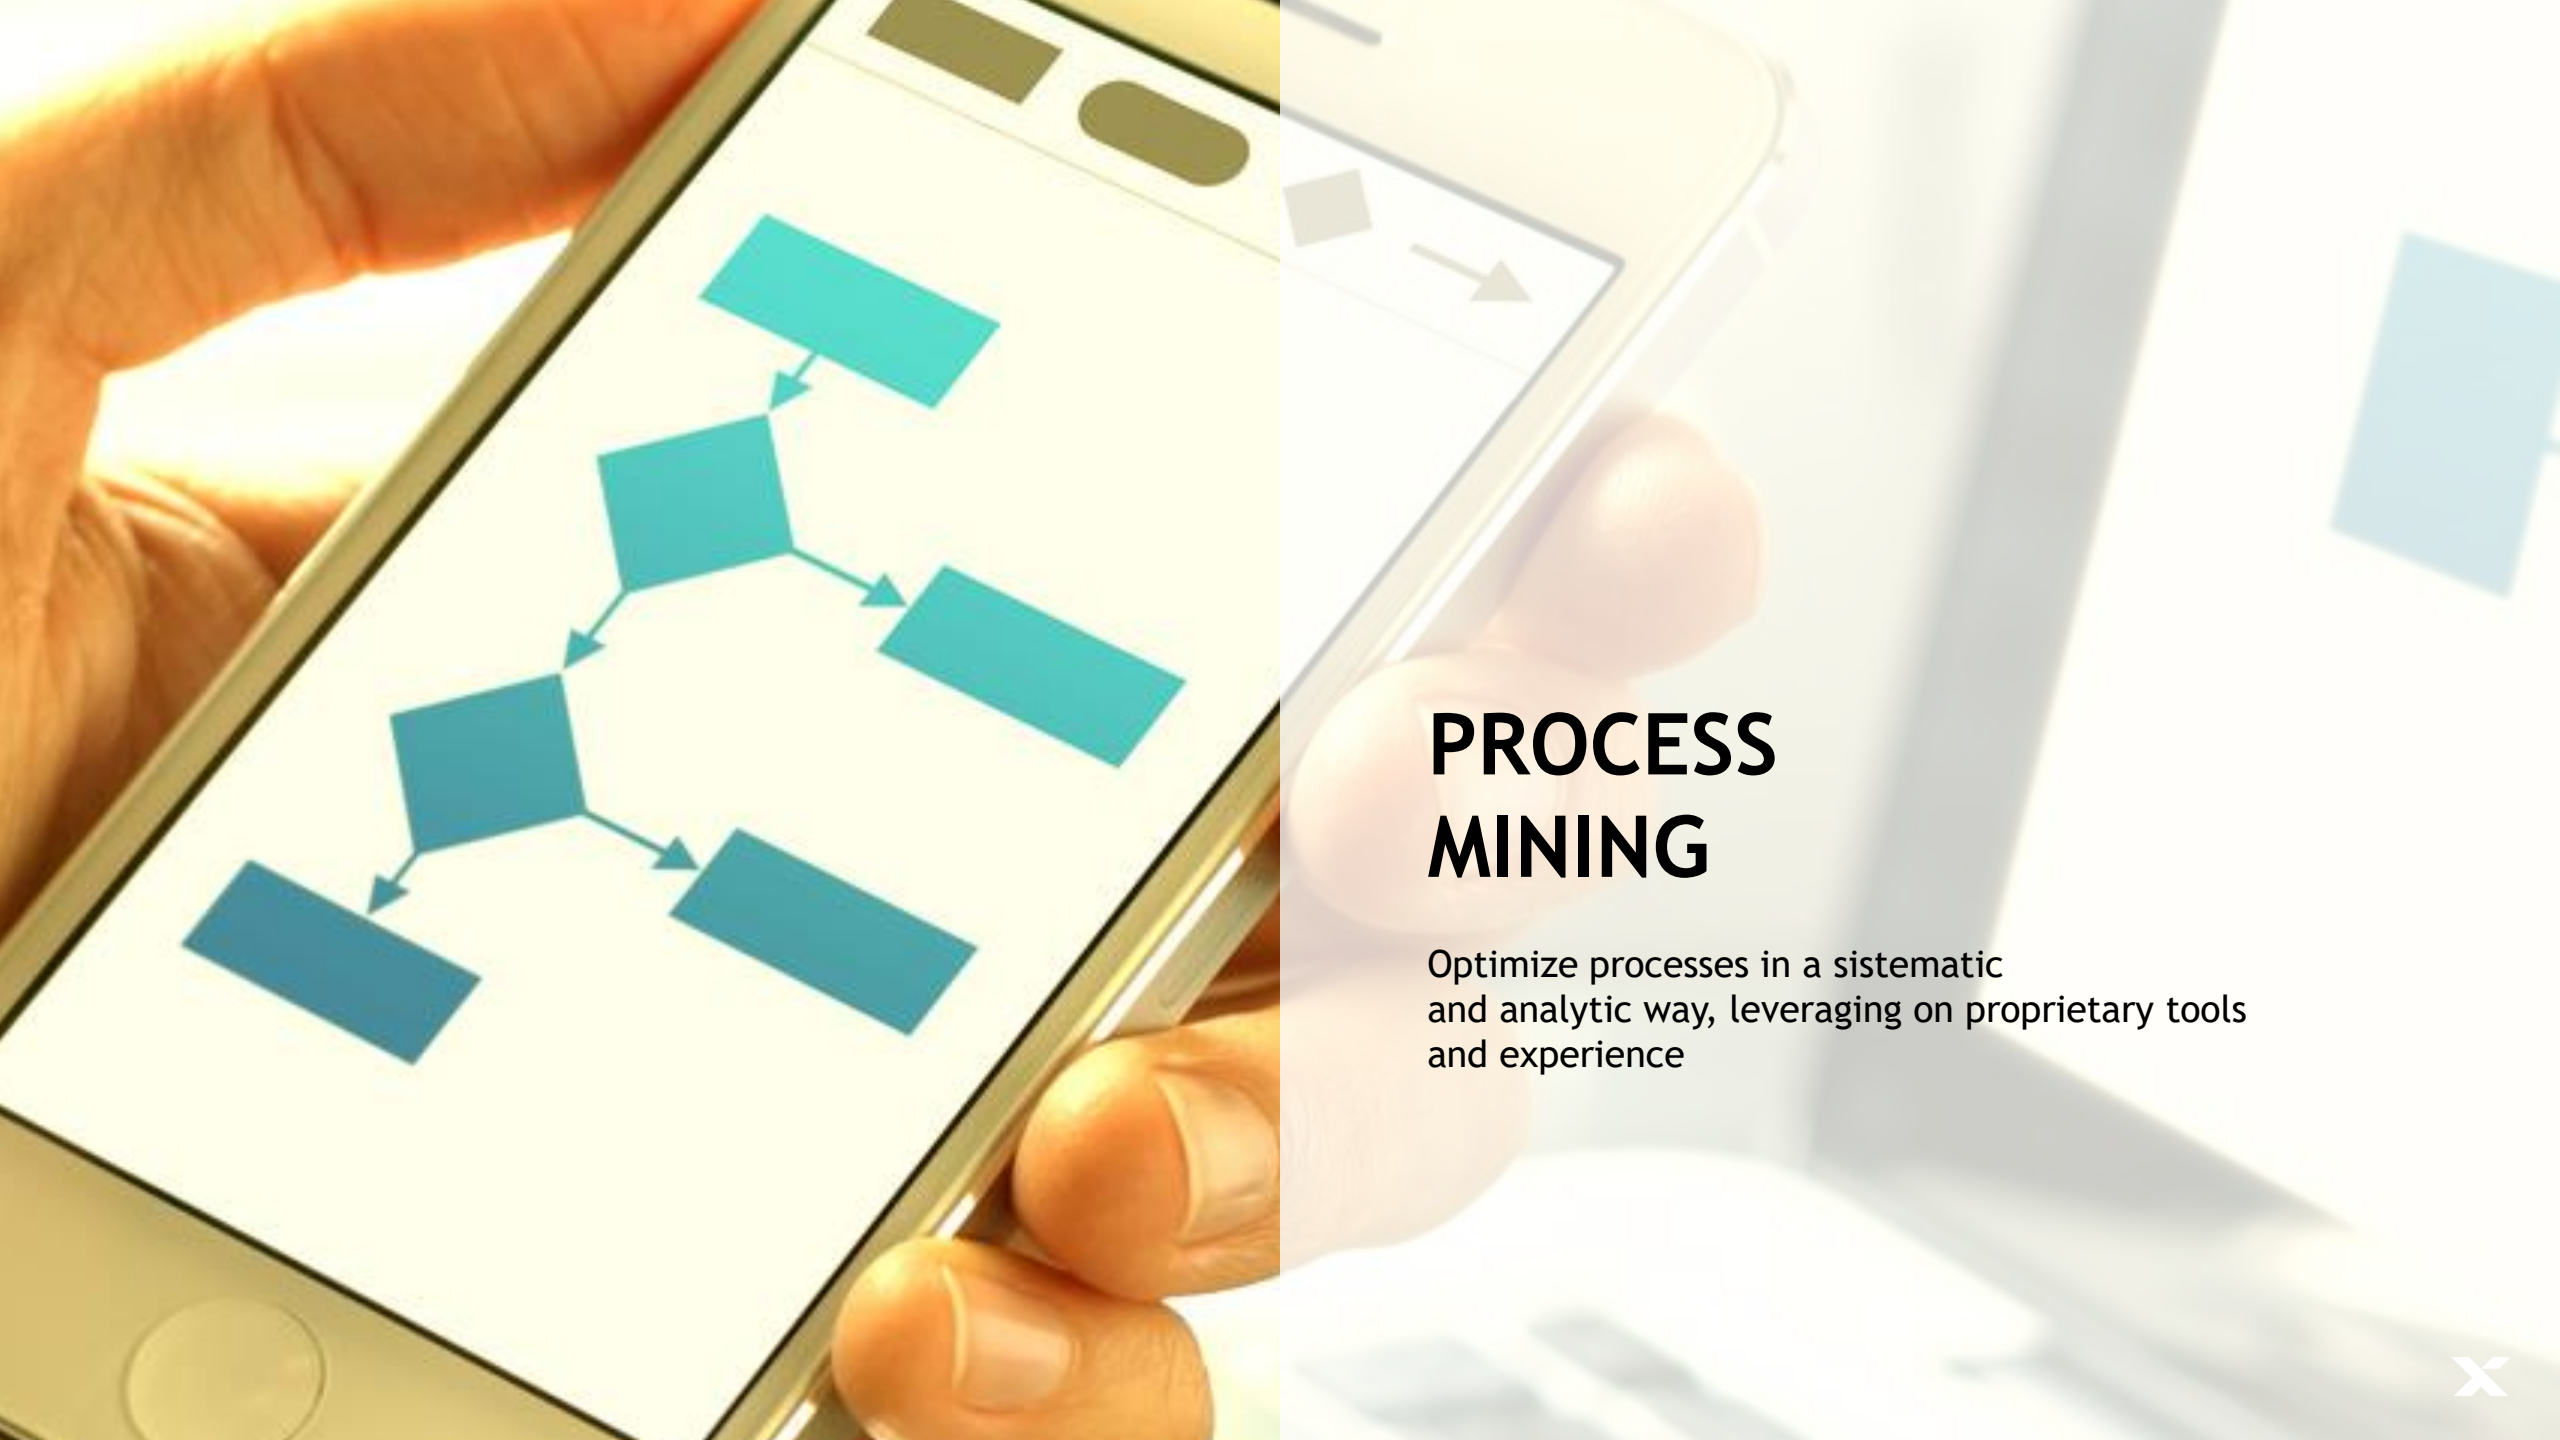 PROCESS
MINING
Optimize processes in a sistematic
and analytic way, leveraging on proprietary tools
and experience